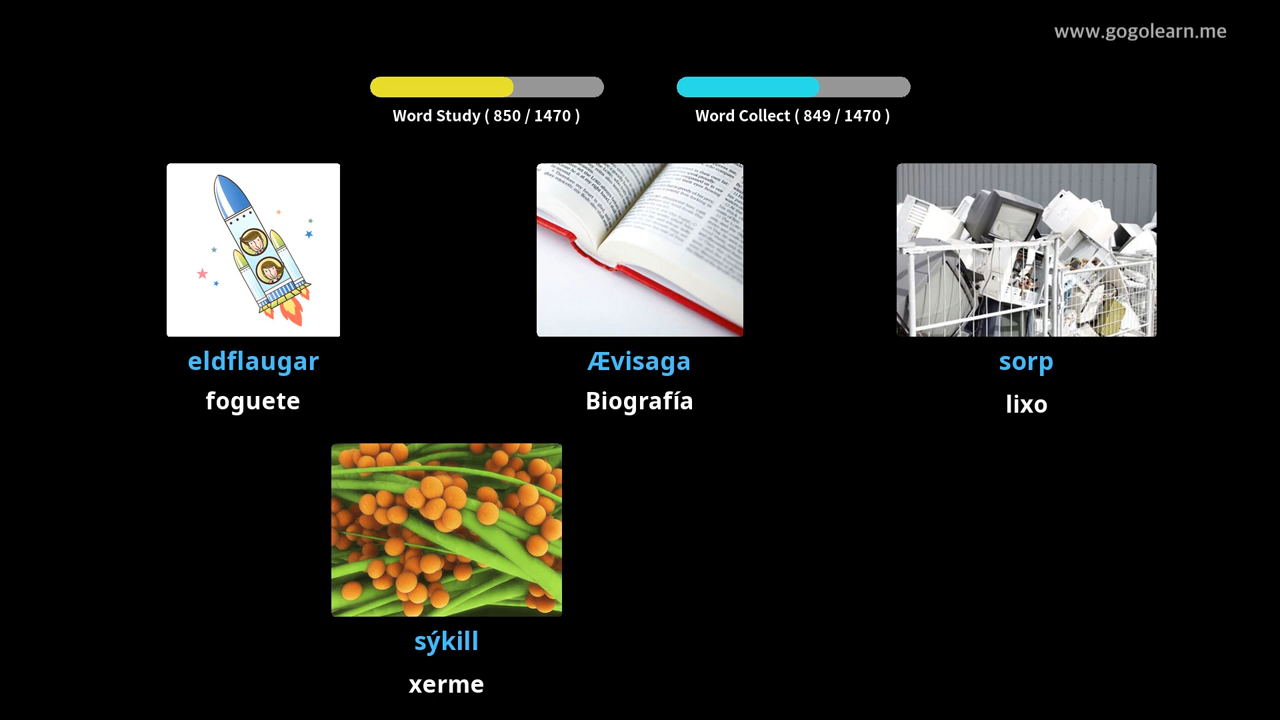 www.gogolearn.me
Word Study ( 850 / 1470 )
Word Collect ( 849 / 1470 )
eldflaugar
foguete
Ævisaga
Biografía
sorp
lixo
sýkill
xerme